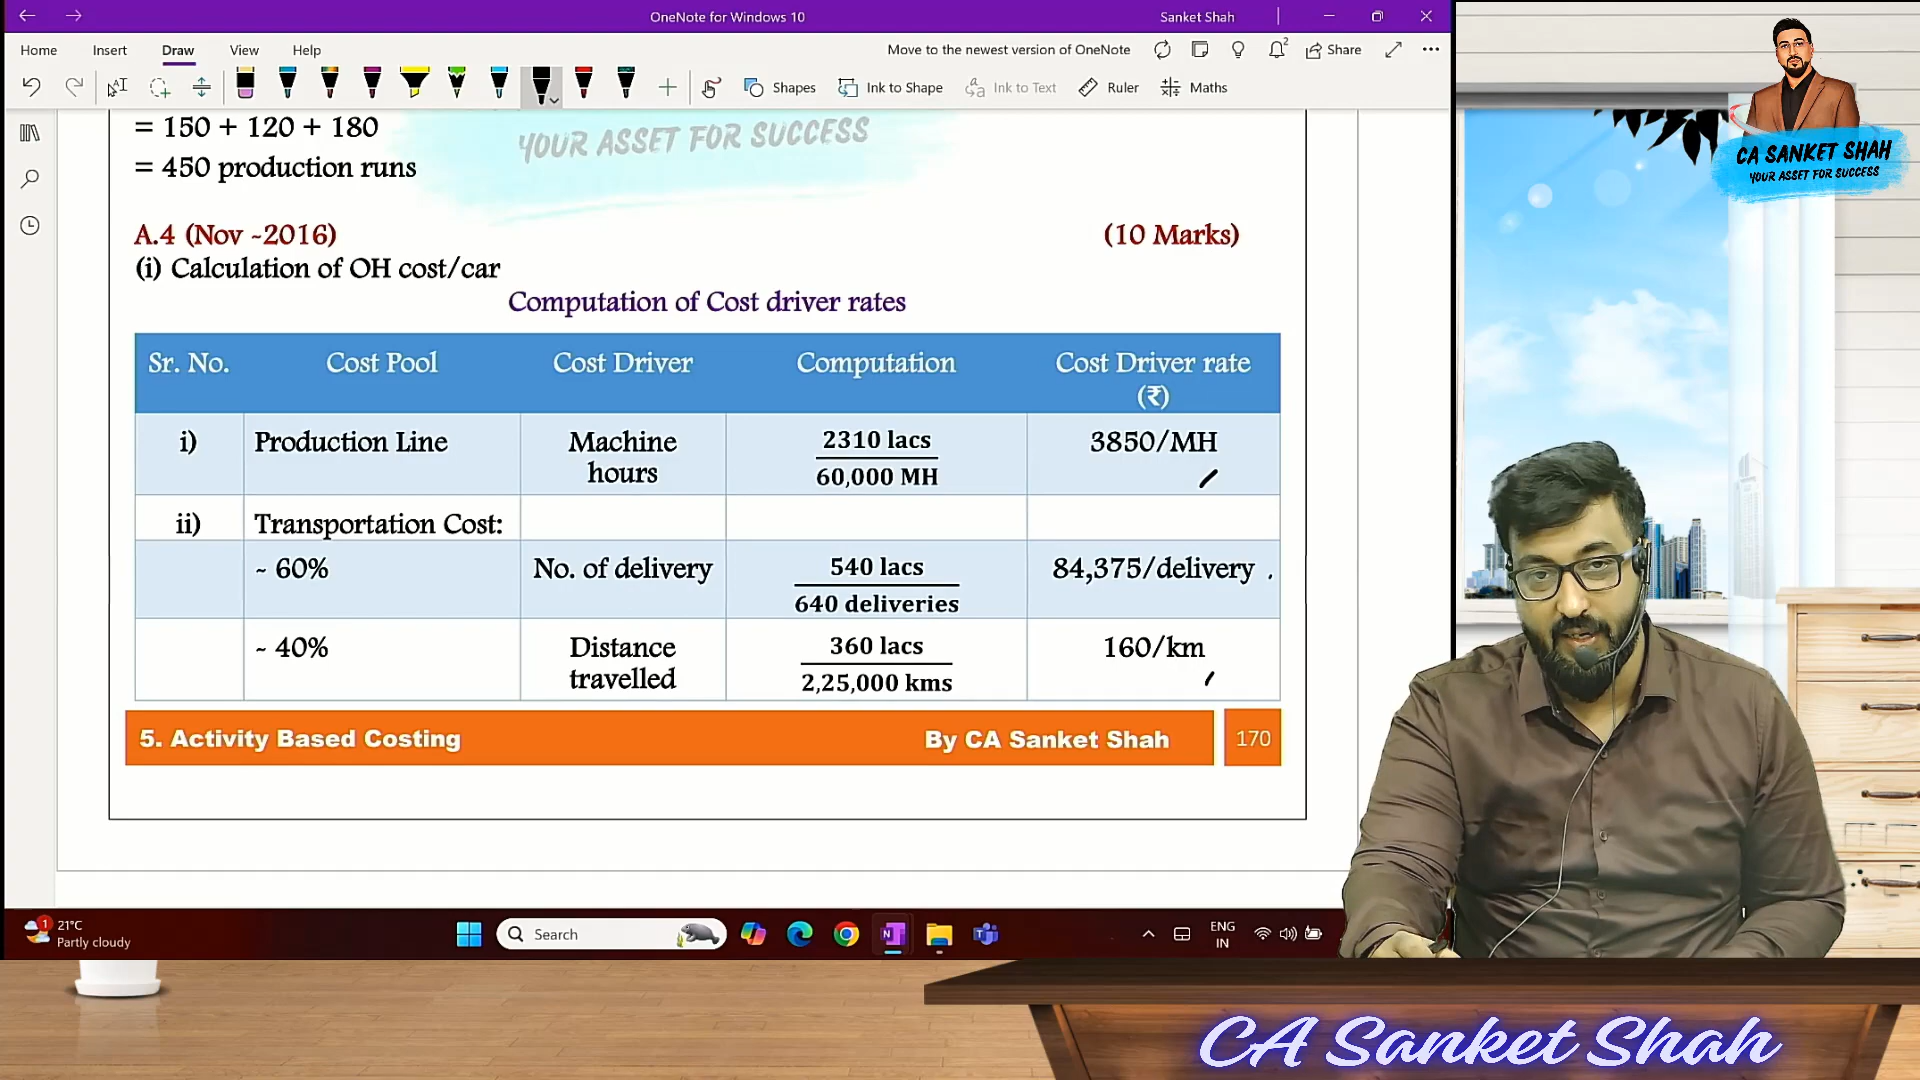 OneNote for Windows 10
Sanket Shah
Home Insert Draw View Help
Move to the newest version of OneNote
2
Share
Shapes
Ink to Shape
Ink to Text
Ruler
Maths
= 150 + 120 + 180
= 450 production runs
YOUR ASSET FOR SUCCESS
A.4 (Nov -2016) (10 Marks)
(i) Calculation of OH cost/car
Computation of Cost driver rates
Sr. No. Cost Pool Cost Driver Computation Cost Driver rate
(₹)
i) Production Line Machine hours 2310 lacs / 60,000 MH 3850/MH
ii) Transportation Cost:
~ 60% No. of delivery 540 lacs / 640 deliveries 84,375/delivery
~ 40% Distance travelled 360 lacs / 2,25,000 kms 160/km
5. Activity Based Costing By CA Sanket Shah 170
1
21°C
Partly cloudy
Search
ENG
IN
CA SANKET SHAH
YOUR ASSET FOR SUCCESS
CA Sanket Shah